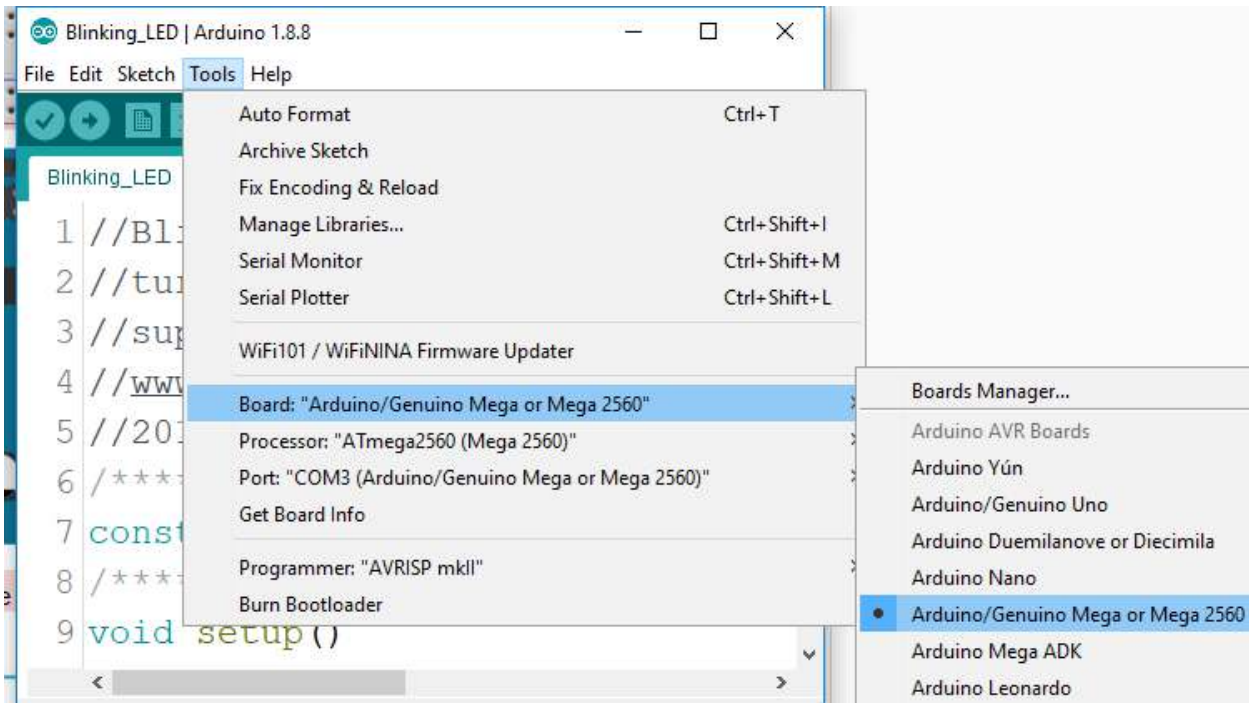 Blinking_LED | Arduino 1.8.8
File Edit Sketch Tools Help
Blinking_LED
Auto Format Ctrl+T
Archive Sketch
Fix Encoding & Reload
Manage Libraries... Ctrl+Shift+I
Serial Monitor Ctrl+Shift+M
Serial Plotter Ctrl+Shift+L
WiFi101 / WiFiNINA Firmware Updater
Board: "Arduino/Genuino Mega or Mega 2560"
Processor: "ATmega2560 (Mega 2560)"
Port: "COM3 (Arduino/Genuino Mega or Mega 2560)"
Get Board Info
Programmer: "AVRISP mkII"
Burn Bootloader
Boards Manager...
Arduino AVR Boards
Arduino Yún
Arduino/Genuino Uno
Arduino Duemilanove or Diecimila
Arduino Nano
Arduino/Genuino Mega or Mega 2560
Arduino Mega ADK
Arduino Leonardo
1
2
3
4 //www
5
6 /****
7 const
8 /****
9 void setup()